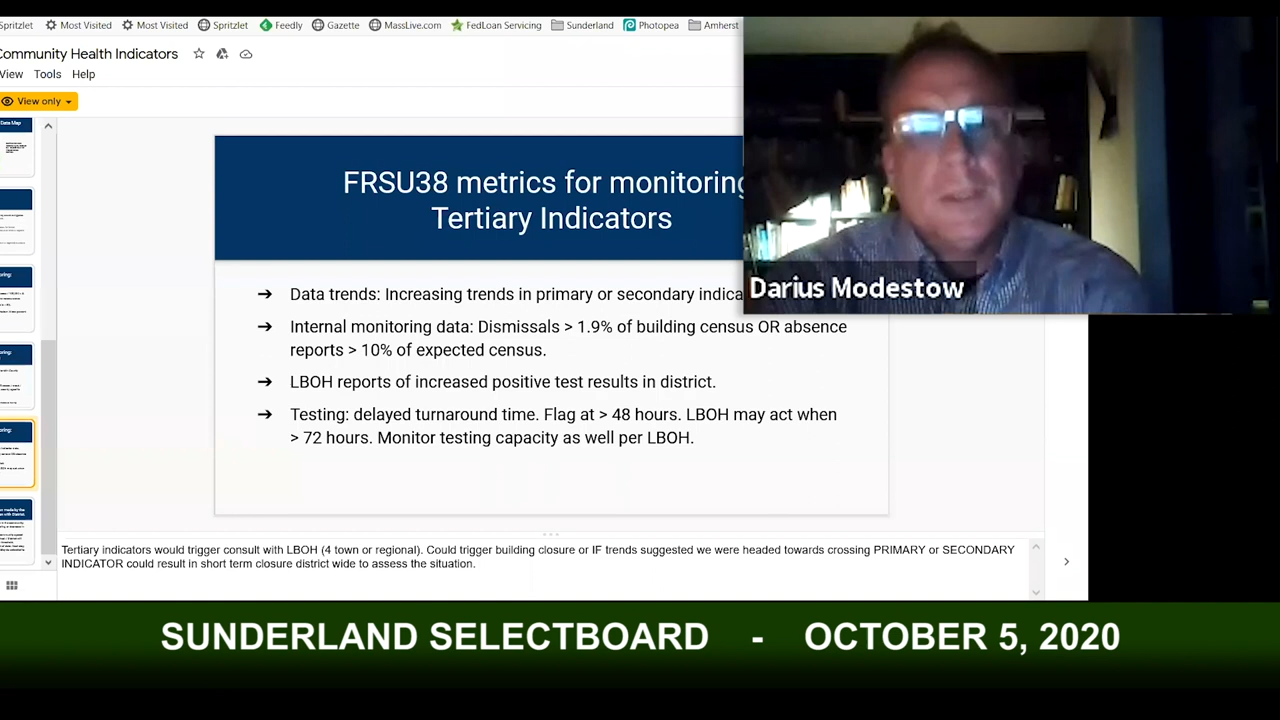 Spritzlet Most Visited Most Visited Spritzlet Feedly Gazette MassLive.com FedLoan Servicing Sunderland Photopea Amherst
Community Health Indicators
View Tools Help
View only
Data Map
FRSU38 metrics for monitoring
Tertiary Indicators
➔ Data trends: Increasing trends in primary or secondary
➔ Internal monitoring data: Dismissals > 1.9% of building census OR absence
reports > 10% of expected census.
➔ LBOH reports of increased positive test results in district.
➔ Testing: delayed turnaround time. Flag at > 48 hours. LBOH may act when
> 72 hours. Monitor testing capacity as well per LBOH.
Darius Modestow
Tertiary indicators would trigger consult with LBOH (4 town or regional). Could trigger building closure or IF trends suggested we were headed towards crossing PRIMARY or SECONDARY
INDICATOR could result in short term closure district wide to assess the situation.
SUNDERLAND SELECTBOARD - OCTOBER 5, 2020